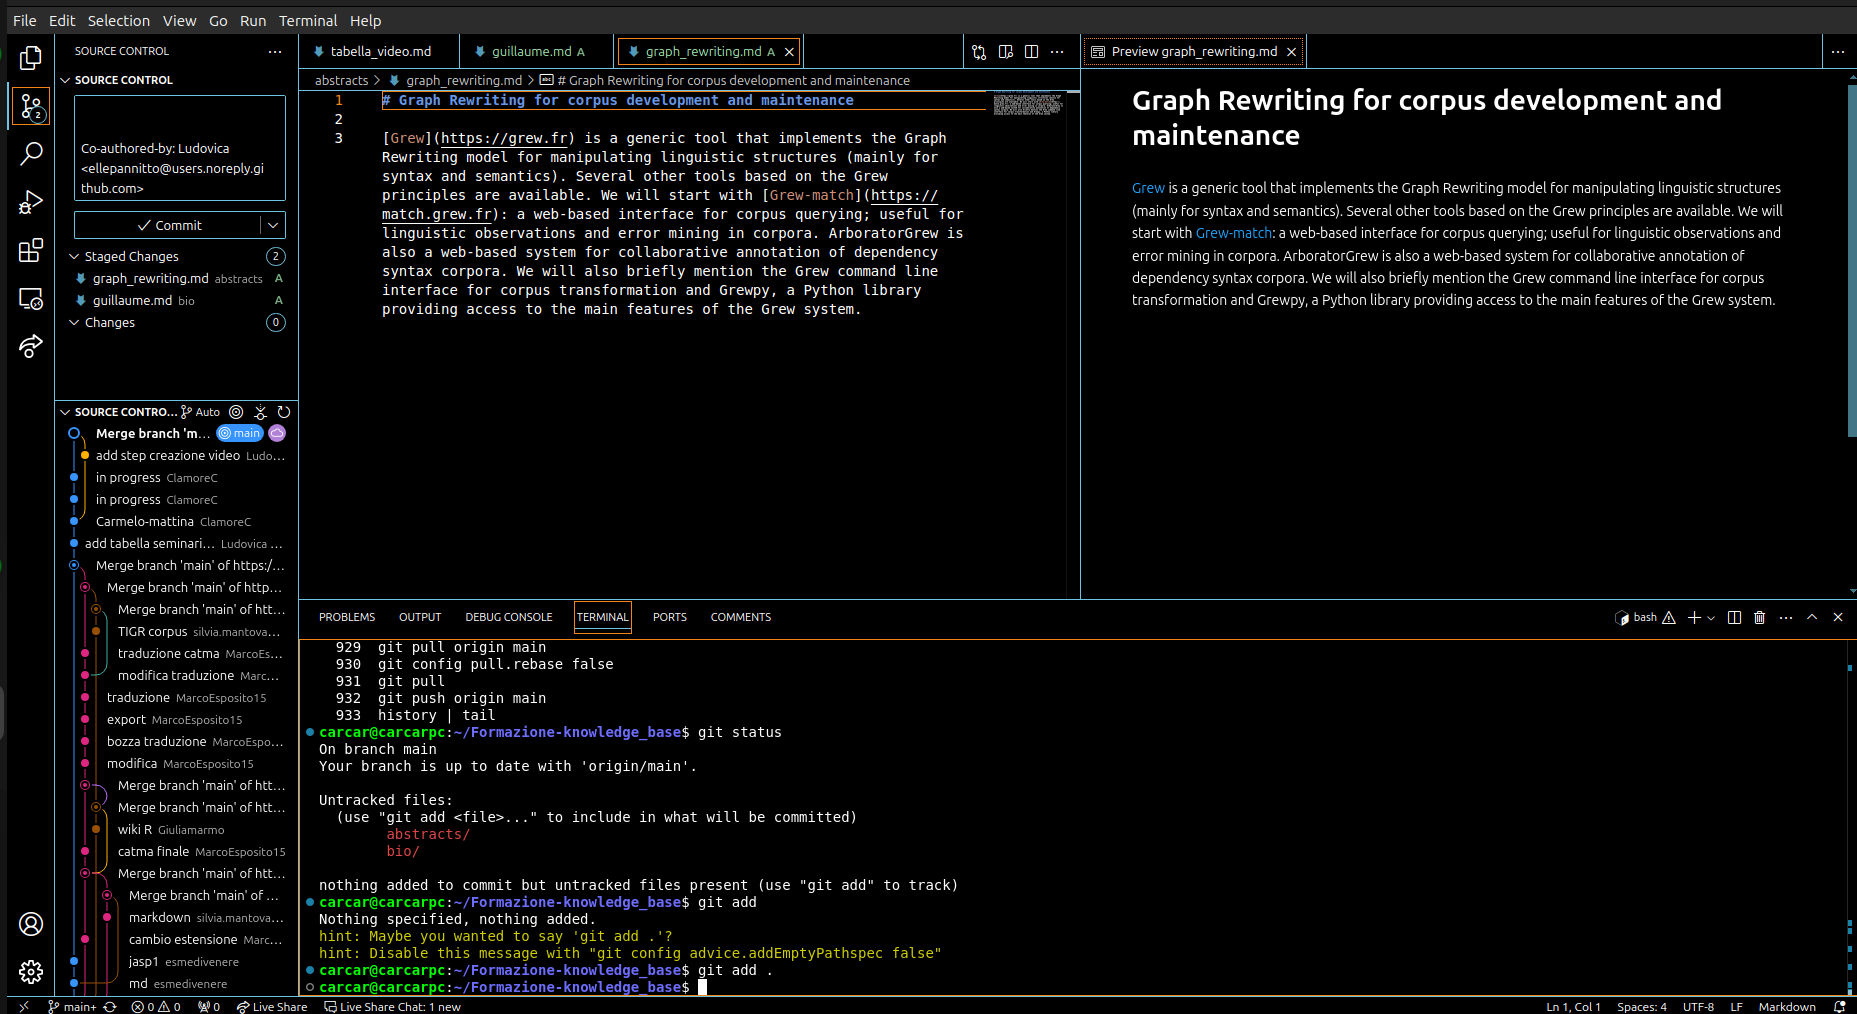 File Edit Selection View Go Run Terminal Help
SOURCE CONTROL
SOURCE CONTROL
Co-authored-by: Ludovica
<ellepannitto@users.noreply.gi
thub.com>
Commit
Staged Changes 2
graph_rewriting.md abstracts A
guillaume.md bio A
Changes 0
2
SOURCE CONTRO... Auto
Merge branch 'm... main
add step creazione video Ludo...
in progress ClamoreC
in progress ClamoreC
Carmelo-mattina ClamoreC
add tabella seminari... Ludovica ...
Merge branch 'main' of https:/...
Merge branch 'main' of http...
Merge branch 'main' of htt...
TIGR corpus silvia.mantova...
traduzione catma MarcoEs...
modifica traduzione Marc...
traduzione MarcoEsposito15
export MarcoEsposito15
bozza traduzione MarcoEspo...
modifica MarcoEsposito15
Merge branch 'main' of htt...
Merge branch 'main' of htt...
wiki R Giuliamarmo
catma finale MarcoEsposito15
Merge branch 'main' of htt...
Merge branch 'main' of ...
markdown silvia.mantova...
cambio estensione Marc...
jasp1 esmedivenere
md esmedivenere
tabella_video.md guillaume.md A graph_rewriting.md A
abstracts > graph_rewriting.md > # Graph Rewriting for corpus development and maintenance
1 # Graph Rewriting for corpus development and maintenance
2
3 [Grew](https://grew.fr) is a generic tool that implements the Graph
Rewriting model for manipulating linguistic structures (mainly for
syntax and semantics). Several other tools based on the Grew
principles are available. We will start with [Grew-match](https://
match.grew.fr): a web-based interface for corpus querying; useful for
linguistic observations and error mining in corpora. ArboratorGrew is
also a web-based system for collaborative annotation of dependency
syntax corpora. We will also briefly mention the Grew command line
interface for corpus transformation and Grewpy, a Python library
providing access to the main features of the Grew system.
Preview graph_rewriting.md
Graph Rewriting for corpus development and
maintenance
Grew is a generic tool that implements the Graph Rewriting model for manipulating linguistic structures
(mainly for syntax and semantics). Several other tools based on the Grew principles are available. We will
start with Grew-match: a web-based interface for corpus querying; useful for linguistic observations and
error mining in corpora. ArboratorGrew is also a web-based system for collaborative annotation of
dependency syntax corpora. We will also briefly mention the Grew command line interface for corpus
transformation and Grewpy, a Python library providing access to the main features of the Grew system.
PROBLEMS OUTPUT DEBUG CONSOLE TERMINAL PORTS COMMENTS
bash
929 git pull origin main
930 git config pull.rebase false
931 git pull
932 git push origin main
933 history | tail
carcar@carcarpc:~/Formazione-knowledge_base$ git status
On branch main
Your branch is up to date with 'origin/main'.
Untracked files:
(use "git add <file>..." to include in what will be committed)
abstracts/
bio/
nothing added to commit but untracked files present (use "git add" to track)
carcar@carcarpc:~/Formazione-knowledge_base$ git add
Nothing specified, nothing added.
hint: Maybe you wanted to say 'git add .'?
hint: Disable this message with "git config advice.addEmptyPathspec false"
carcar@carcarpc:~/Formazione-knowledge_base$ git add .
carcar@carcarpc:~/Formazione-knowledge_base$
main+ 0 0 0 Live Share Live Share Chat: 1 new Ln 1, Col 1 Spaces: 4 UTF-8 LF Markdown